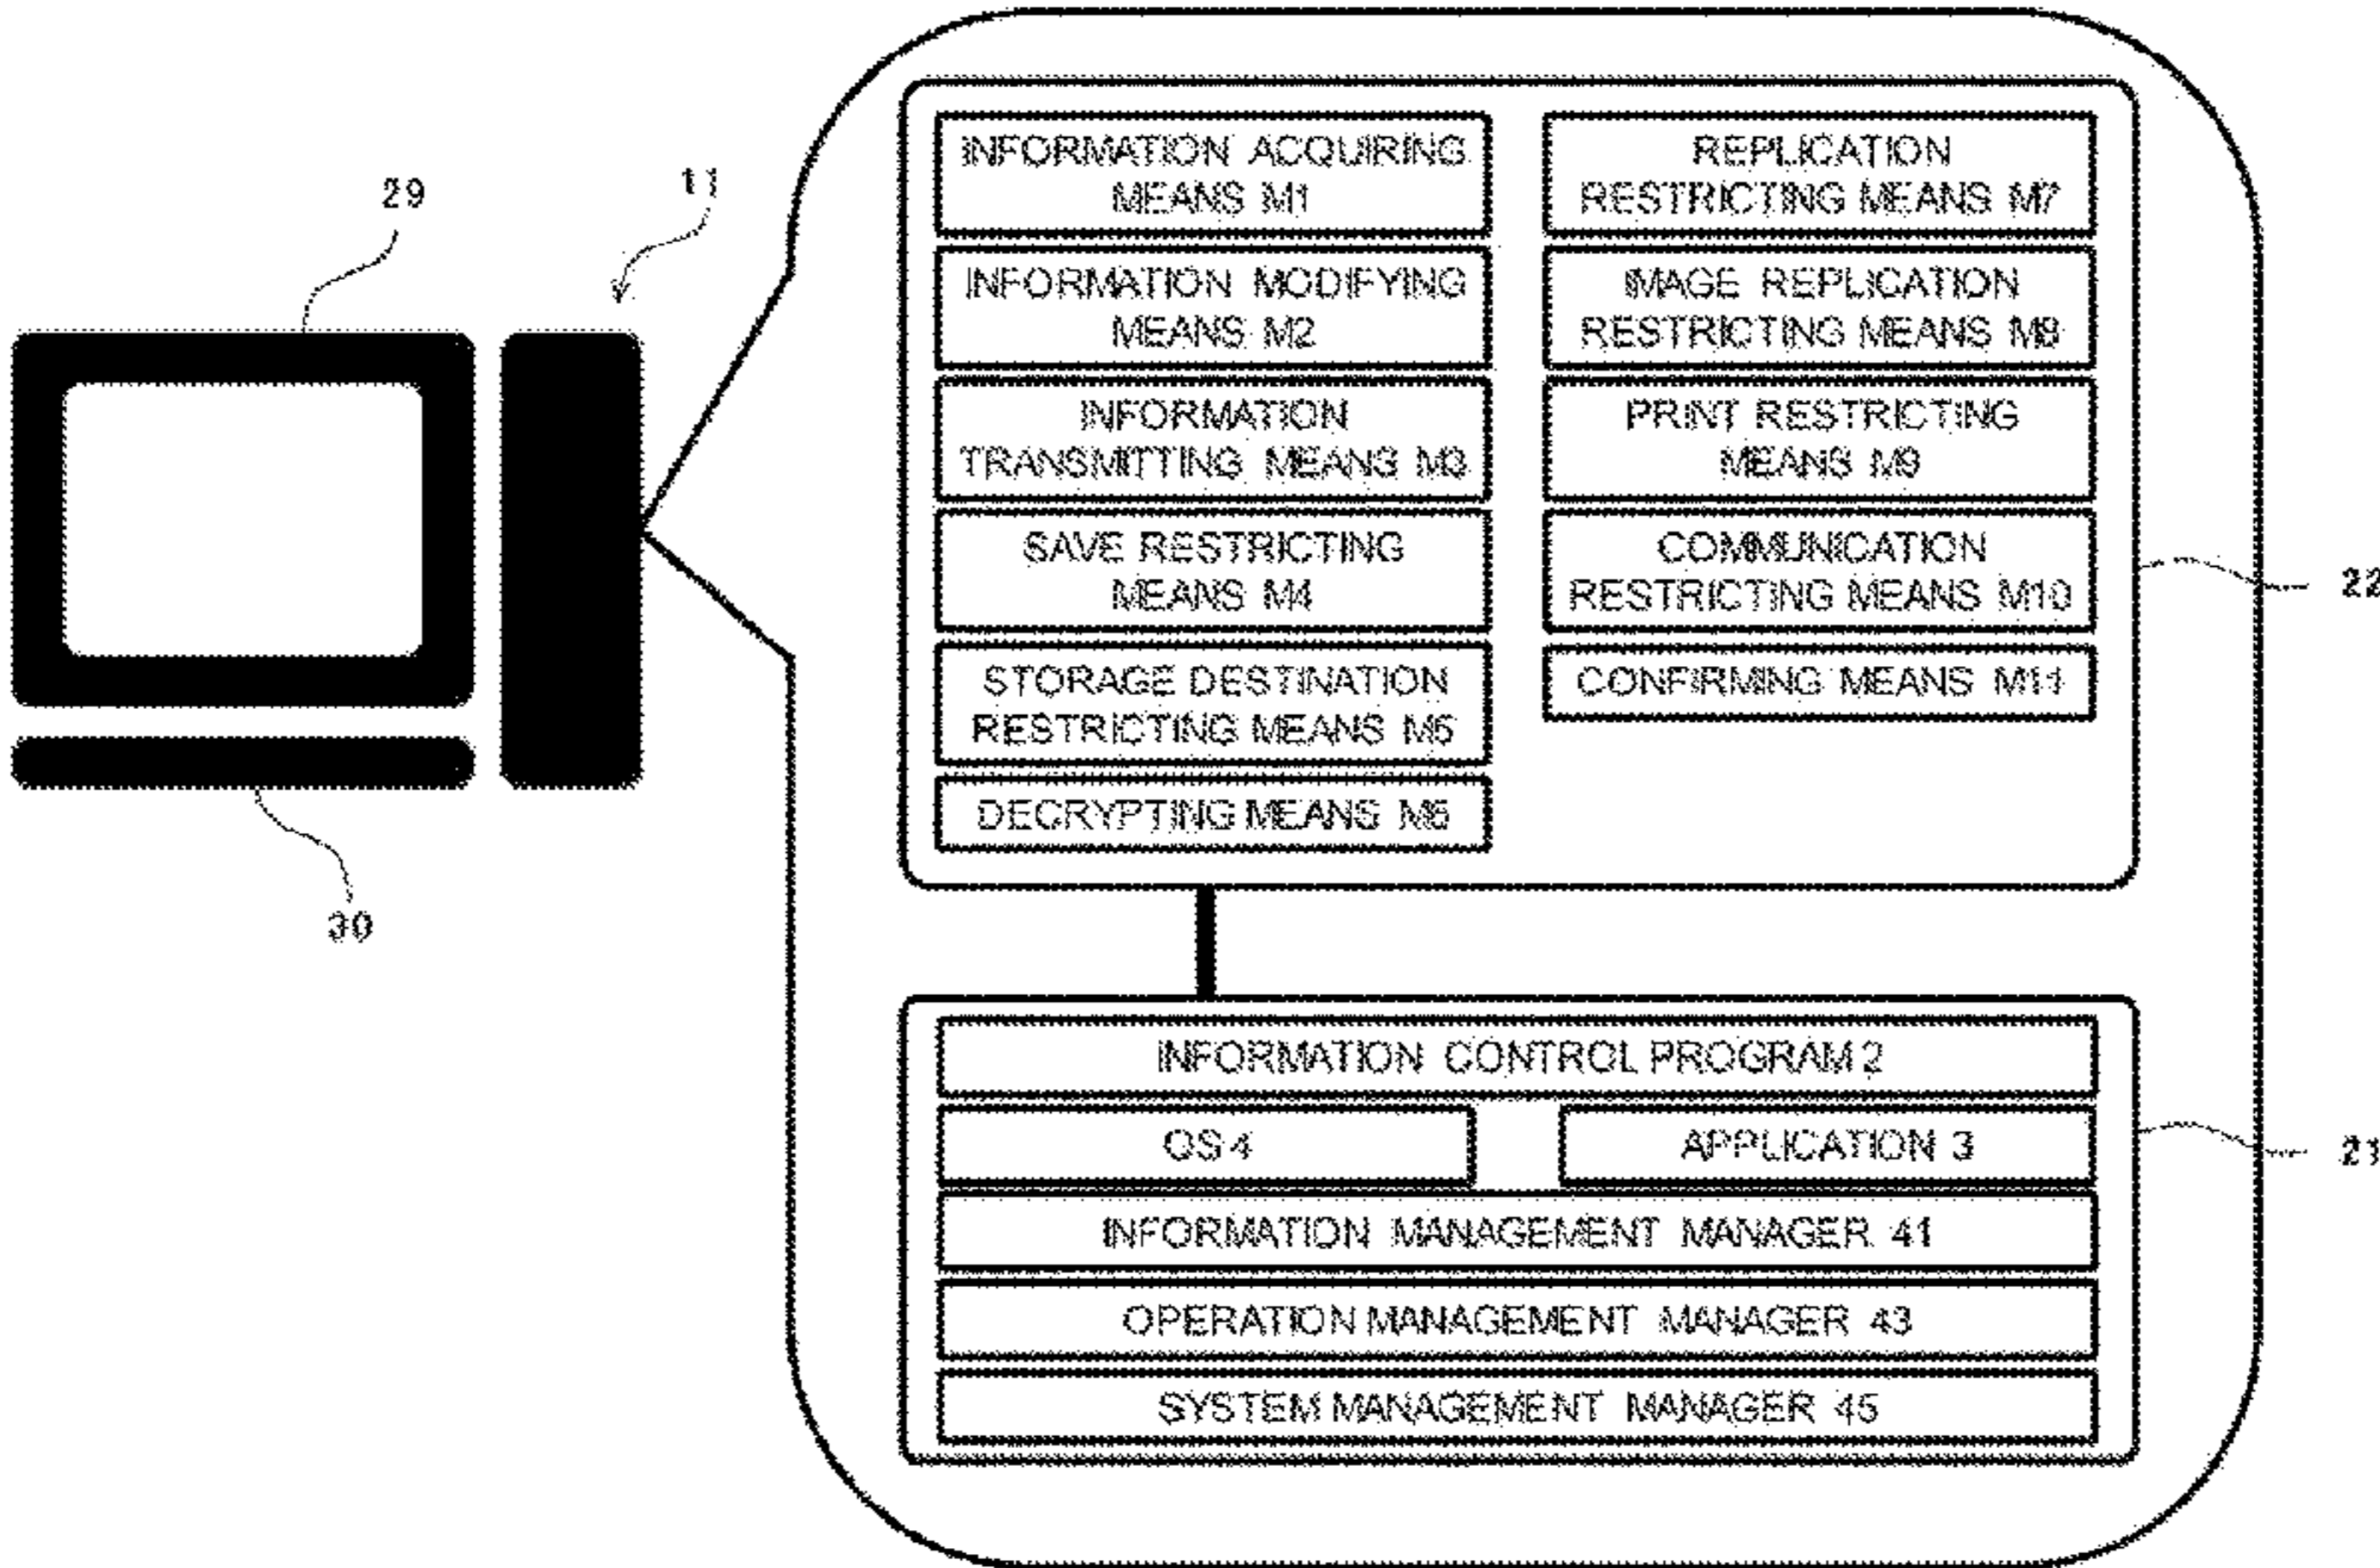 29
11
30
INFORMATION ACQUIRING
MEANS M1
INFORMATION MODIFYING
MEANS M2
INFORMATION
TRANSMITTING MEANS M3
SAVE RESTRICTING
MEANS M4
STORAGE DESTINATION
RESTRICTING MEANS M5
DECRYPTING MEANS M6
REPLICATION
RESTRICTING MEANS M7
IMAGE REPLICATION
RESTRICTING MEANS M8
PRINT RESTRICTING
MEANS M9
COMMUNICATION
RESTRICTING MEANS M10
CONFIRMING MEANS M11
22
INFORMATION CONTROL PROGRAM 2
OS 4
APPLICATION 3
INFORMATION MANAGEMENT MANAGER 41
OPERATION MANAGEMENT MANAGER 43
SYSTEM MANAGEMENT MANAGER 45
21